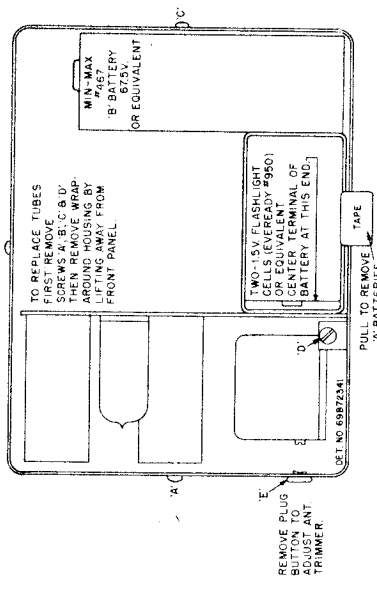 'C'
MIN-MAX
#467
'B' BATTERY
67.5V.
OR EQUIVALENT
TO REPLACE TUBES
FIRST REMOVE
SCREWS 'A','B','C'&'D'
THEN REMOVE WRAP-
AROUND HOUSING BY
LIFTING AWAY FROM
FRONT PANEL.
TWO-1.5V. FLASHLIGHT
CELLS (EVEREADY #950)
OR EQUIVALENT
CENTER TERMINAL OF
BATTERY AT THIS END.
TAPE
PULL TO REMOVE
'A' BATTERIES
'D'
DET. NO. 69B72341
'A'
'E'
REMOVE PLUG
BUTTON TO
ADJUST ANT.
TRIMMER.